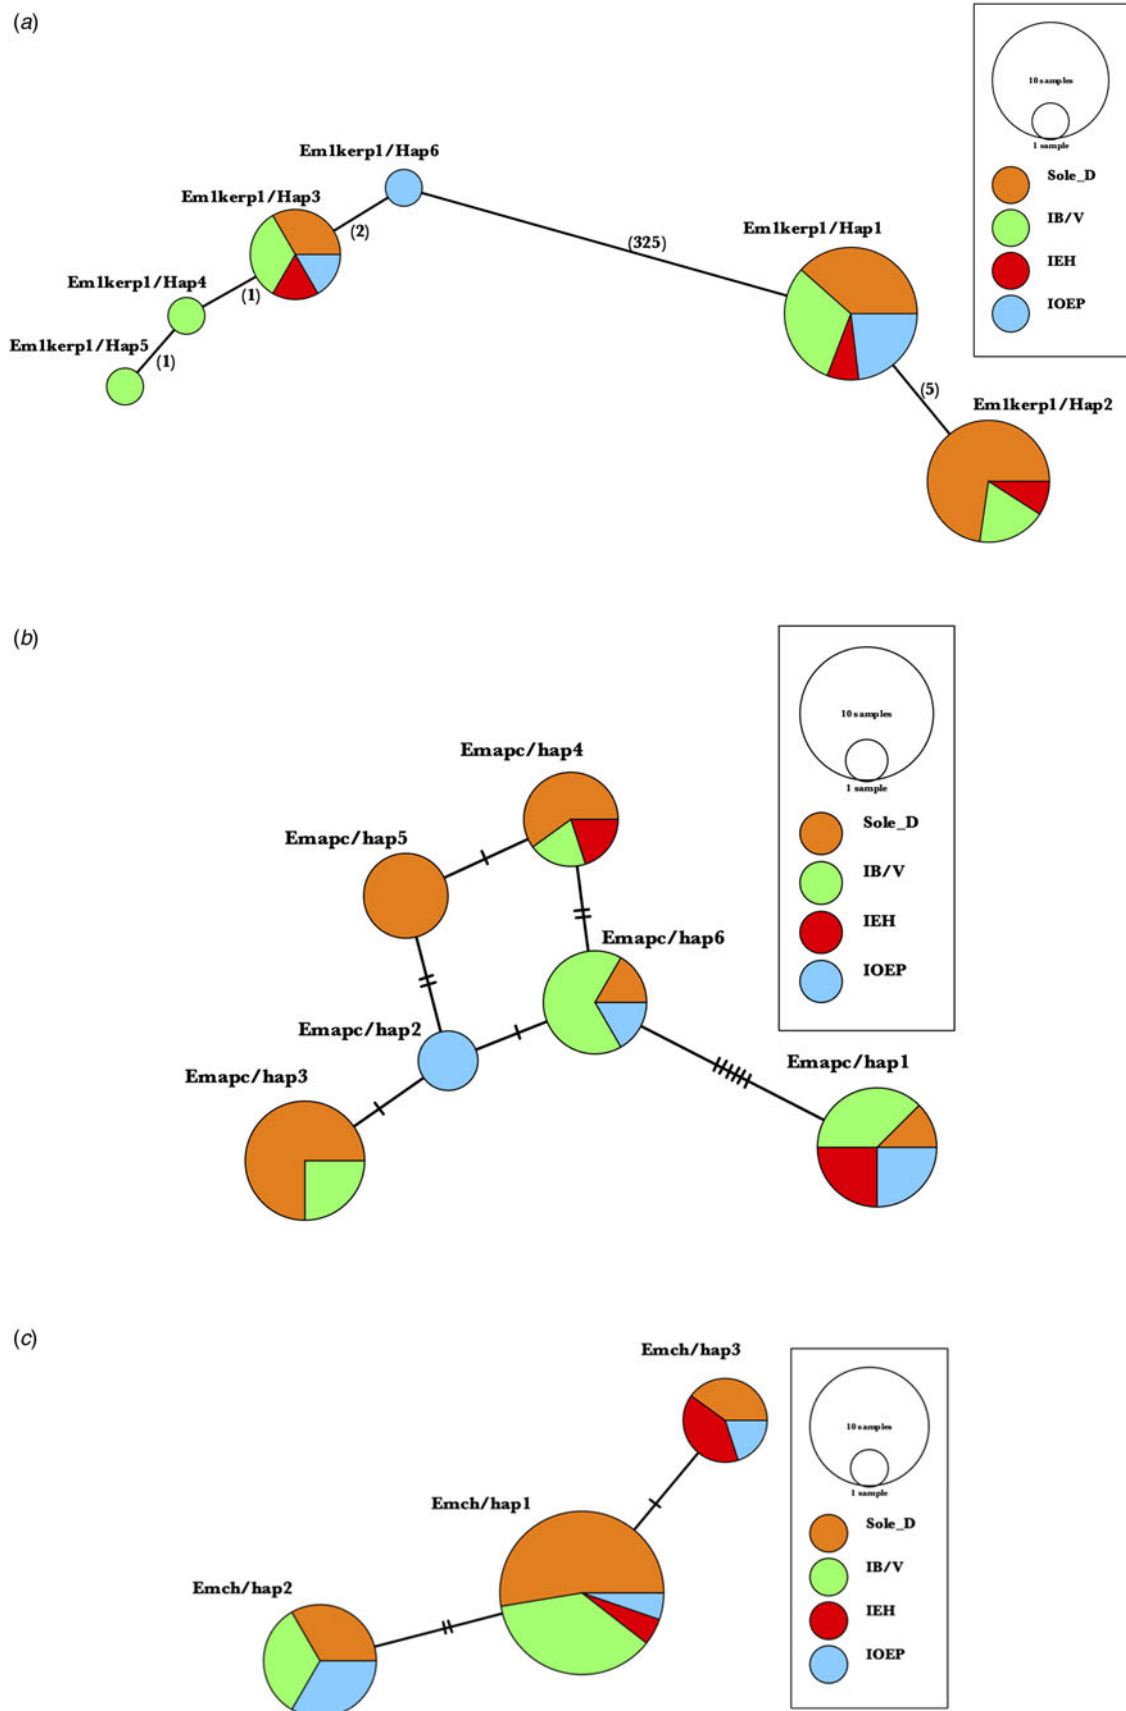 (a)
10 samples
1 sample
Sole_D
IB/V
IEH
IOEP
Em1kerp1/Hap6
Em1kerp1/Hap3
(2)
(325)
Em1kerp1/Hap1
Em1kerp1/Hap4
(1)
Em1kerp1/Hap5
(1)
(5)
Em1kerp1/Hap2
(b)
10 samples
1 sample
Sole_D
IB/V
IEH
IOEP
Emapc/hap4
Emapc/hap5
Emapc/hap6
Emapc/hap2
Emapc/hap3
Emapc/hap1
(c)
Emch/hap3
10 samples
1 sample
Sole_D
IB/V
IEH
IOEP
Emch/hap1
Emch/hap2